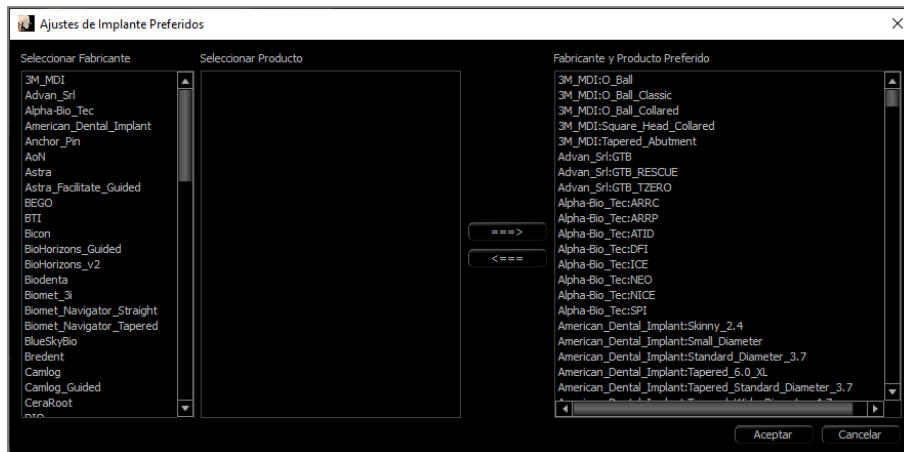 Ajustes de Implante Preferidos
Seleccionar Fabricante
3M_MDI
Advan_Srl
Alpha-Bio_Tec
American_Dental_Implant
Anchor_Pin
AoN
Astra
Astra_Facilitate_Guided
BEGO
BTI
Bicon
BioHorizons_Guided
BioHorizons_v2
Biodenta
Biomet_3i
Biomet_Navigator_Straight
Biomet_Navigator_Tapered
BlueSkyBio
Bredent
Camlog
Camlog_Guided
CeraRoot
Seleccionar Producto
===>
<===
Fabricante y Producto Preferido
3M_MDI:O_Ball
3M_MDI:O_Ball_Classic
3M_MDI:O_Ball_Collared
3M_MDI:Square_Head_Collared
3M_MDI:Tapered_Abutment
Advan_Srl:GTB
Advan_Srl:GTB_RESCUE
Advan_Srl:GTB_TZERO
Alpha-Bio_Tec:ARRC
Alpha-Bio_Tec:ARRP
Alpha-Bio_Tec:ATID
Alpha-Bio_Tec:DFI
Alpha-Bio_Tec:ICE
Alpha-Bio_Tec:NEO
Alpha-Bio_Tec:NICE
Alpha-Bio_Tec:SPI
American_Dental_Implant:Skinny_2.4
American_Dental_Implant:Small_Diameter
American_Dental_Implant:Standard_Diameter_3.7
American_Dental_Implant:Tapered_6.0_XL
American_Dental_Implant:Tapered_Standard_Diameter_3.7
Aceptar
Cancelar